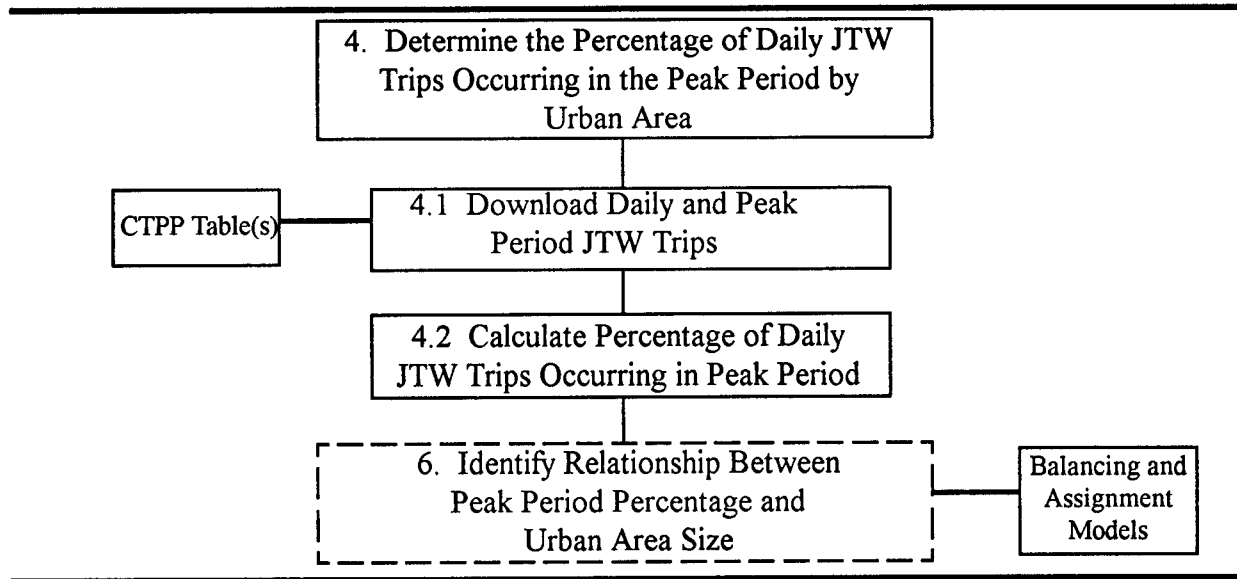 4. Determine the Percentage of Daily JTW
Trips Occurring in the Peak Period by
Urban Area
CTPP Table(s)
4.1 Download Daily and Peak
Period JTW Trips
4.2 Calculate Percentage of Daily
JTW Trips Occurring in Peak Period
6. Identify Relationship Between
Peak Period Percentage and
Urban Area Size
Balancing and
Assignment
Models